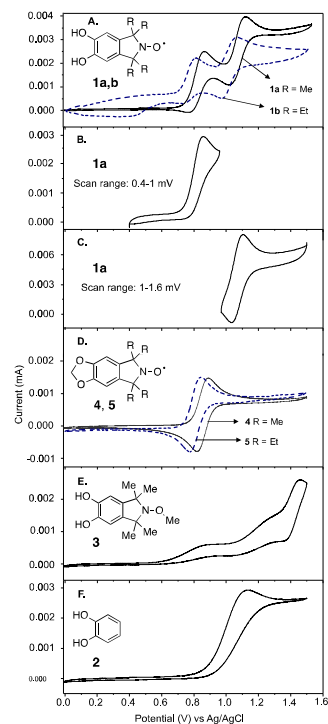 A.
0.004
0.003
0.002
0.001
0.000
HO
HO
R
R
N-O•
R
R
1a,b
1a R = Me
1b R = Et
B.
0.003
0.002
0.001
0.000
1a
Scan range: 0.4-1 mV
C.
0.006
0.003
0.000
1a
Scan range: 1-1.6 mV
D.
0.002
0.001
0.000
-0.001
O
O
R
R
N-O•
R
R
4, 5
4 R = Me
5 R = Et
E.
0.002
0.001
0.000
HO
HO
Me
Me
N-O
Me
Me
Me
3
F.
0.003
0.002
0.001
0.000
HO
HO
2
0.0 0.2 0.4 0.6 0.8 1.0 1.2 1.4 1.6
Potential (V) vs Ag/AgCl
Current (mA)